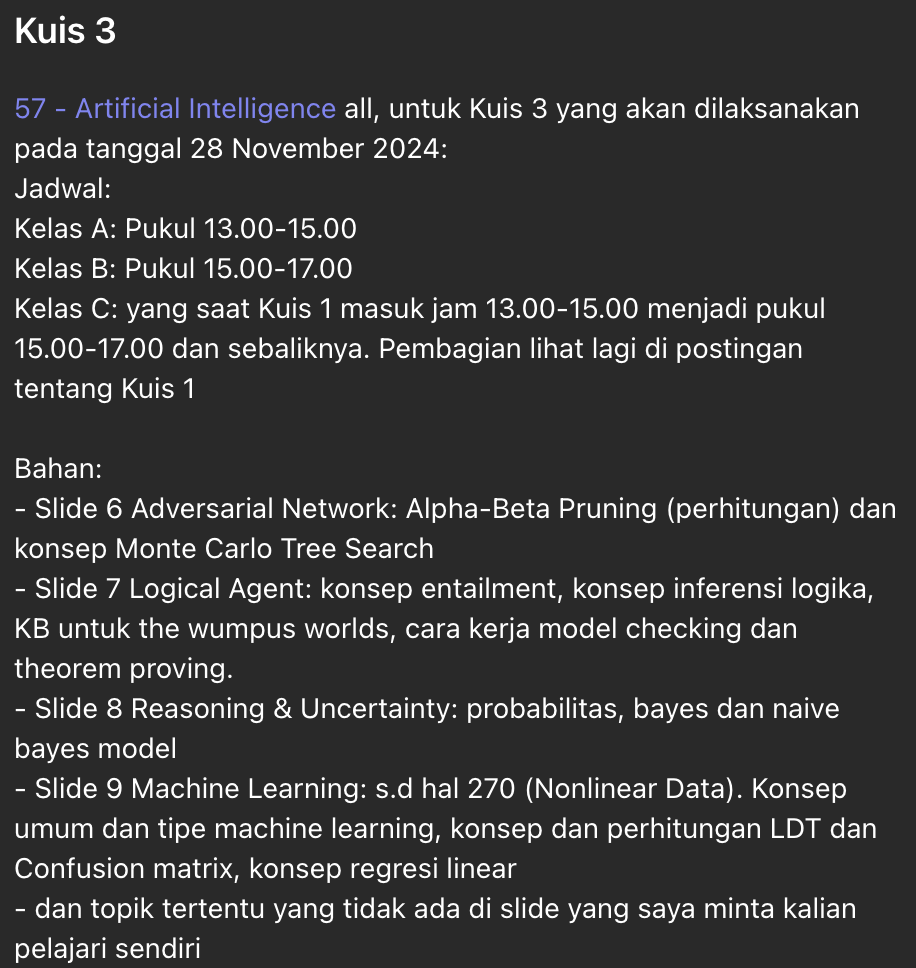 Kuis 3
57 - Artificial Intelligence all, untuk Kuis 3 yang akan dilaksanakan
pada tanggal 28 November 2024:
Jadwal:
Kelas A: Pukul 13.00-15.00
Kelas B: Pukul 15.00-17.00
Kelas C: yang saat Kuis 1 masuk jam 13.00-15.00 menjadi pukul
15.00-17.00 dan sebaliknya. Pembagian lihat lagi di postingan
tentang Kuis 1
Bahan:
- Slide 6 Adversarial Network: Alpha-Beta Pruning (perhitungan) dan
konsep Monte Carlo Tree Search
- Slide 7 Logical Agent: konsep entailment, konsep inferensi logika,
KB untuk the wumpus worlds, cara kerja model checking dan
theorem proving.
- Slide 8 Reasoning & Uncertainty: probabilitas, bayes dan naive
bayes model
- Slide 9 Machine Learning: s.d hal 270 (Nonlinear Data). Konsep
umum dan tipe machine learning, konsep dan perhitungan LDT dan
Confusion matrix, konsep regresi linear
- dan topik tertentu yang tidak ada di slide yang saya minta kalian
pelajari sendiri